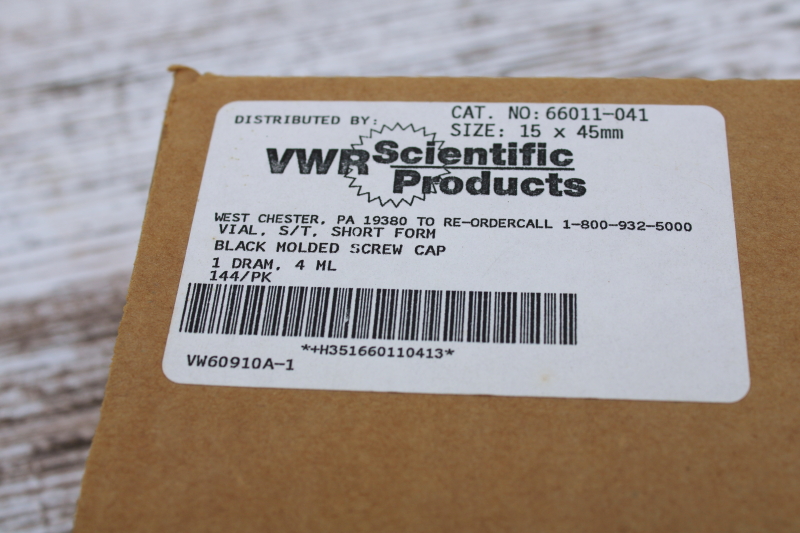 DISTRIBUTED BY:
CAT. NO: 66011-041
SIZE: 15 x 45mm
VWR Scientific
Products
WEST CHESTER, PA 19380 TO RE-ORDERCALL 1-800-932-5000
VIAL, S/T, SHORT FORM
BLACK MOLDED SCREW CAP
1 DRAM, 4 ML
144/PK
*+H351660110413*
VW60910A-1